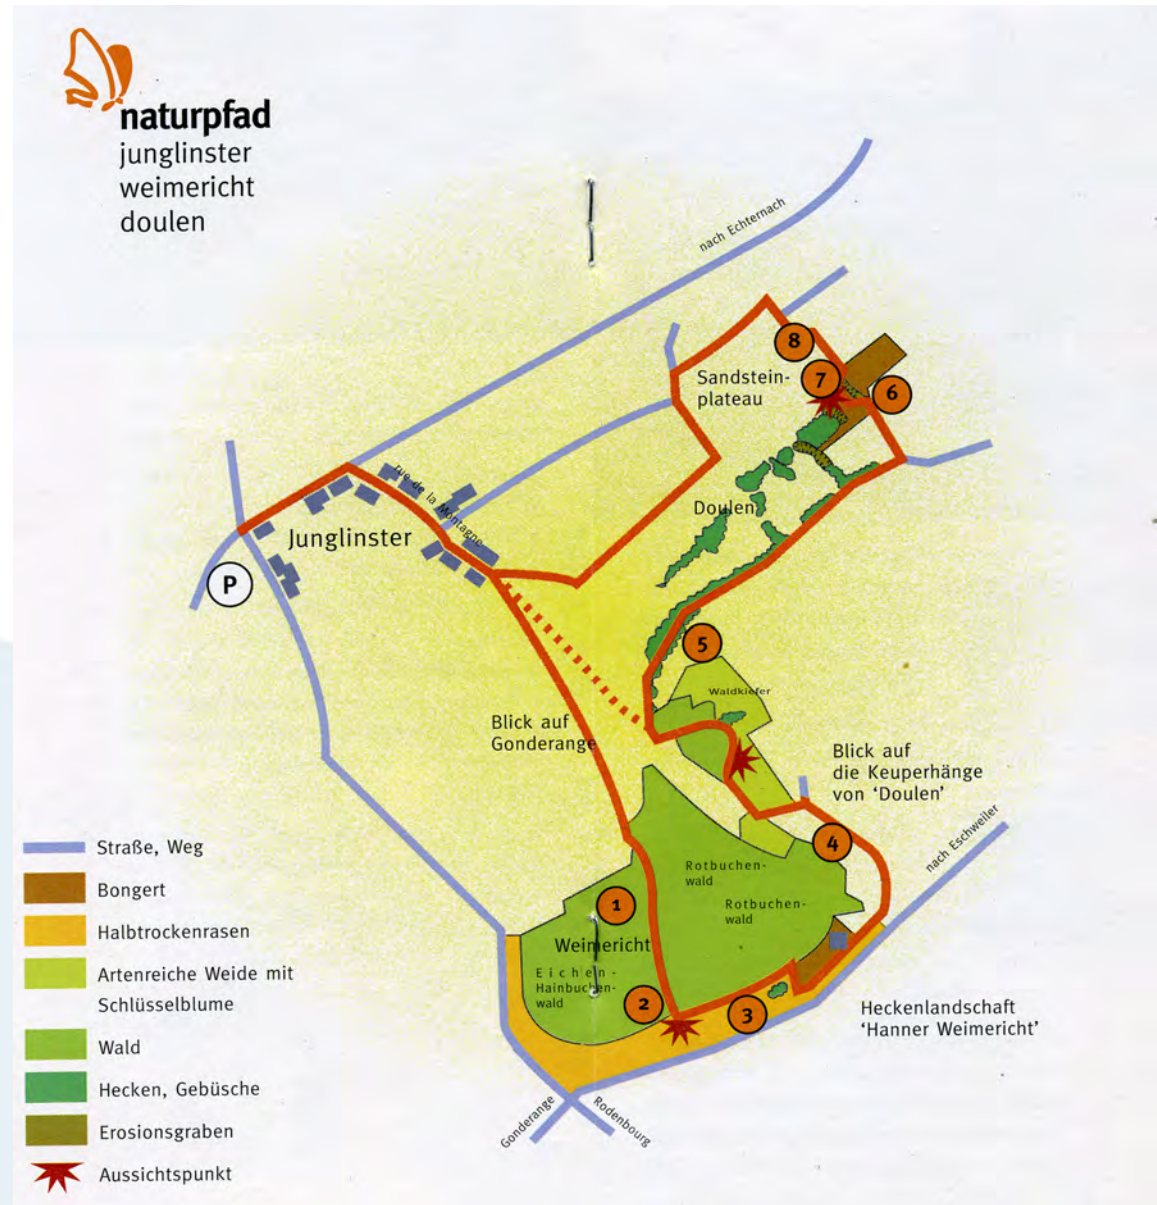 naturpfad
junglinster
weimericht
doulen
nach Echternach
8
7
6
Sandstein-
plateau
rue de la Montagne
Doulen
Junglinster
P
5
Waldkiefer
Blick auf
Gonderange
Blick auf
die Keuperhänge
von ‘Doulen’
4
nach Eschweiler
Rotbuchen-
wald
Rotbuchen-
wald
1
Weimericht
Eichen-
Hainbuchen-
wald
2
3
Heckenlandschaft
‘Hanner Weimericht’
Gonderange
Rodenbourg
Straße, Weg
Bongert
Halbtrockenrasen
Artenreiche Weide mit
Schlüsselblume
Wald
Hecken, Gebüsche
Erosionsgraben
Aussichtspunkt